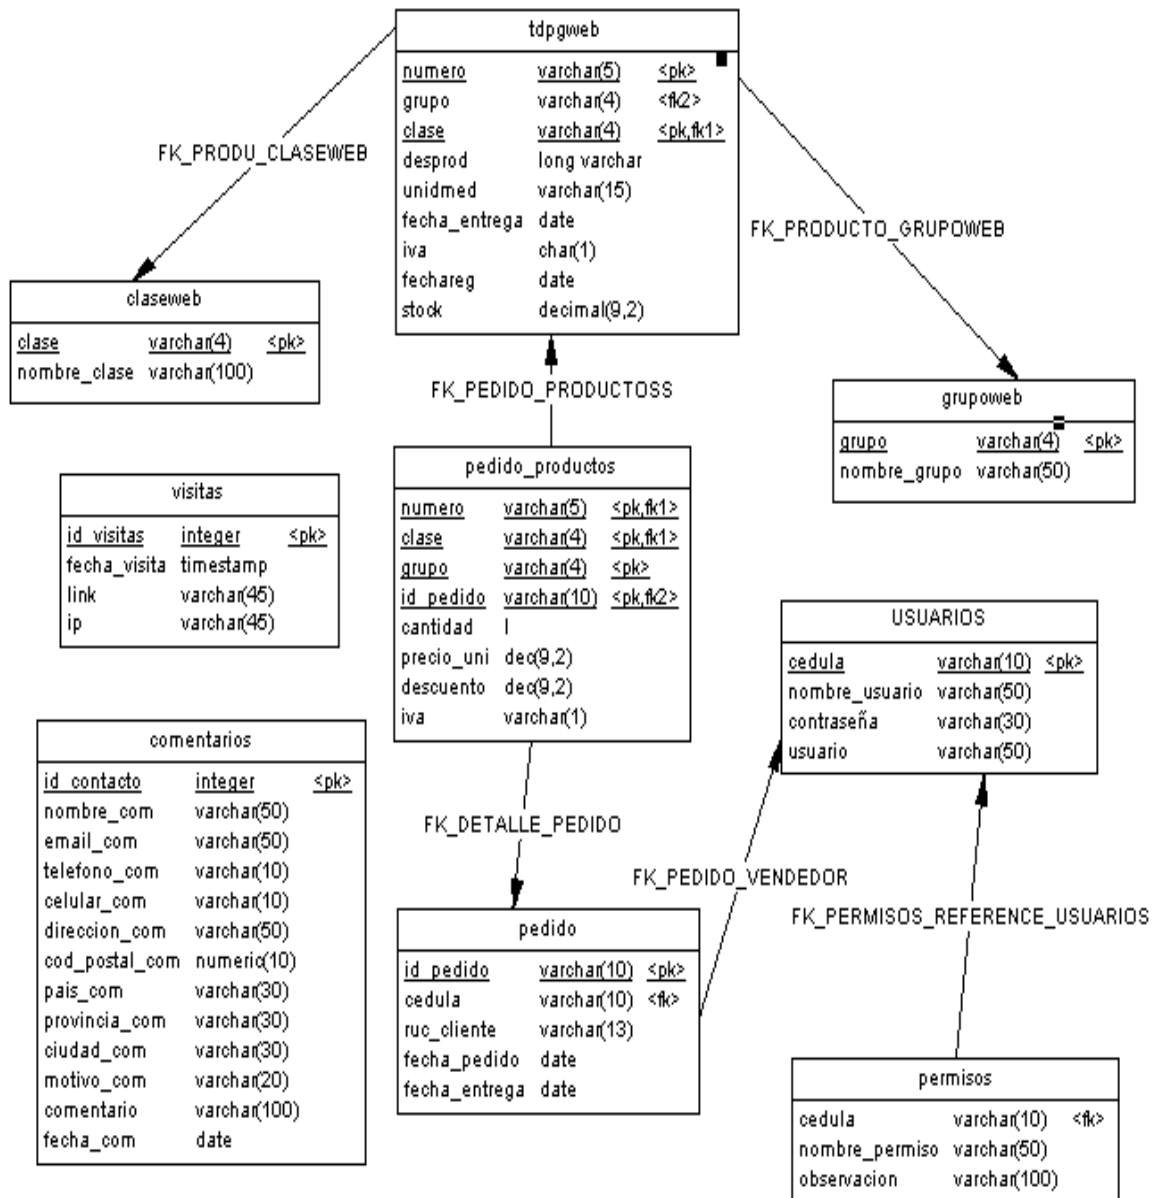 tdpgweb
numero varchar(5) <pk>
grupo varchar(4) <fk2>
clase varchar(4) <pk,fk1>
desprod long varchar
unidmed varchar(15)
fecha_entrega date
iva char(1)
fechareg date
stock decimal(9,2)
FK_PRODU_CLASEWEB
FK_PRODUCTO_GRUPOWEB
claseweb
clase varchar(4) <pk>
nombre_clase varchar(100)
FK_PEDIDO_PRODUCTOSS
grupoweb
grupo varchar(4) <pk>
nombre_grupo varchar(50)
pedido_productos
numero varchar(5) <pk,fk1>
clase varchar(4) <pk,fk1>
grupo varchar(4) <pk>
id_pedido varchar(10) <pk,fk2>
cantidad I
precio_uni dec(9,2)
descuento dec(9,2)
iva varchar(1)
visitas
id_visitas integer <pk>
fecha_visita timestamp
link varchar(45)
ip varchar(45)
USUARIOS
cedula varchar(10) <pk>
nombre_usuario varchar(50)
contraseña varchar(30)
usuario varchar(50)
comentarios
id_contacto integer <pk>
nombre_com varchar(50)
email_com varchar(50)
telefono_com varchar(10)
celular_com varchar(10)
direccion_com varchar(50)
cod_postal_com numeric(10)
pais_com varchar(30)
provincia_com varchar(30)
ciudad_com varchar(30)
motivo_com varchar(20)
comentario varchar(100)
fecha_com date
FK_DETALLE_PEDIDO
FK_PEDIDO_VENDEDOR
FK_PERMISOS_REFERENCE_USUARIOS
pedido
id_pedido varchar(10) <pk>
cedula varchar(10) <fk>
ruc_cliente varchar(13)
fecha_pedido date
fecha_entrega date
permisos
cedula varchar(10) <fk>
nombre_permiso varchar(50)
observacion varchar(100)